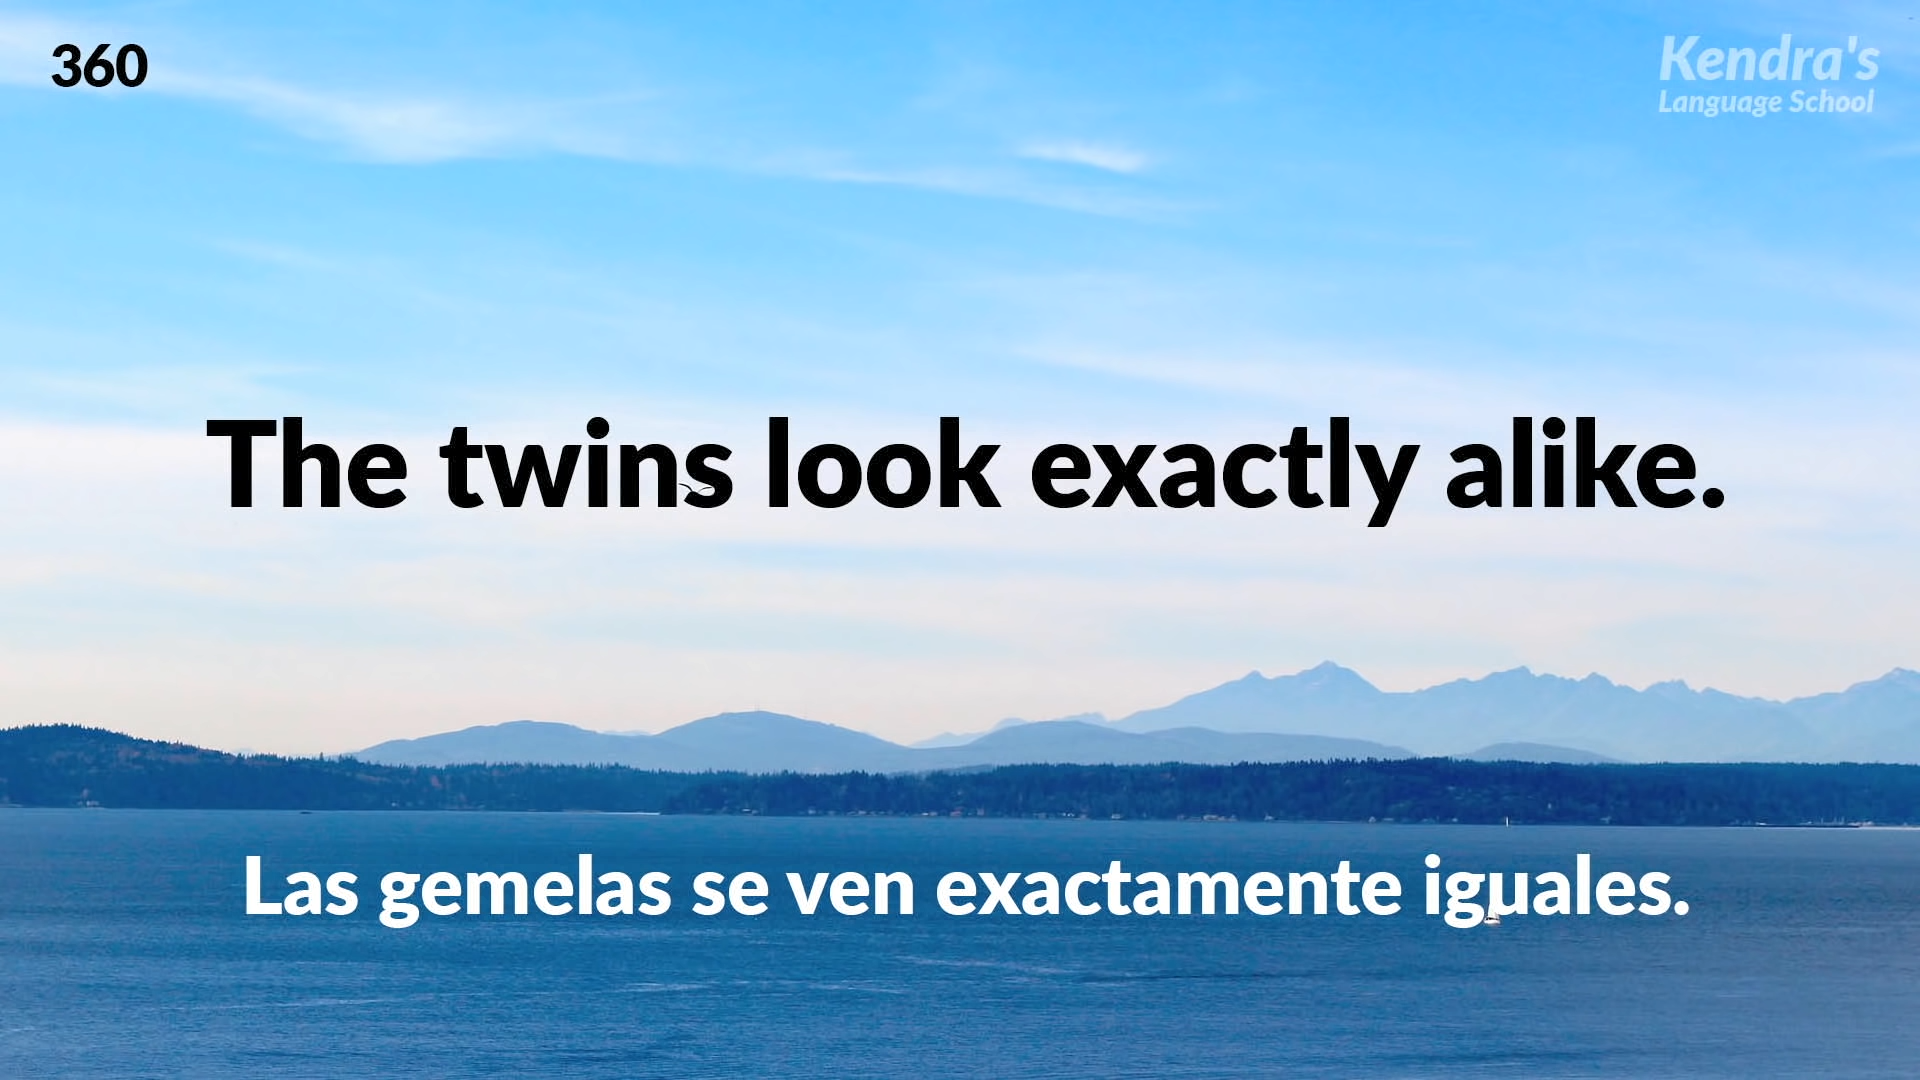 360
Kendra's
Language School
The twins look exactly alike.
Las gemelas se ven exactamente iguales.